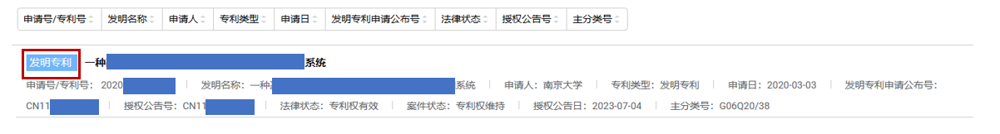 申请号/专利号 发明名称 申请人 专利类型 申请日 发明专利申请公布号 法律状态 授权公告号 主分类号
发明专利 一种 系统
申请号/专利号： 2020 发明名称：一种 系统 申请人：南京大学 专利类型：发明专利 申请日：2020-03-03 发明专利申请公布号：
CN11 授权公告号：CN1 法律状态：专利权有效 案件状态：专利权维持 授权公告日：2023-07-04 主分类号：G06Q20/38